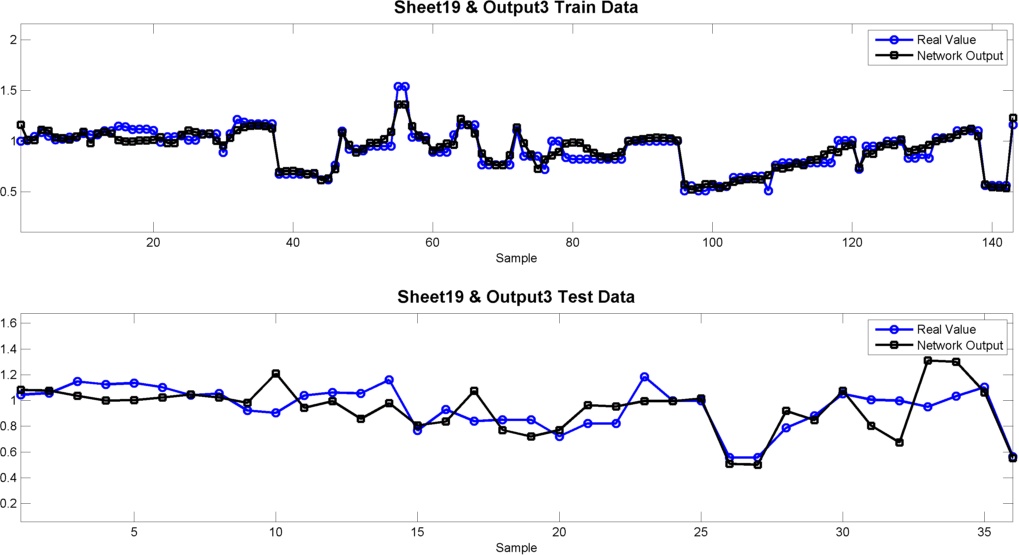 Sheet19 & Output3 Train Data
2
1.5
1
0.5
Real Value
Network Output
20 40 60 80 100 120 140
Sample
Sheet19 & Output3 Test Data
1.6
1.4
1.2
1
0.8
0.6
0.4
0.2
Real Value
Network Output
5 10 15 20 25 30 35
Sample